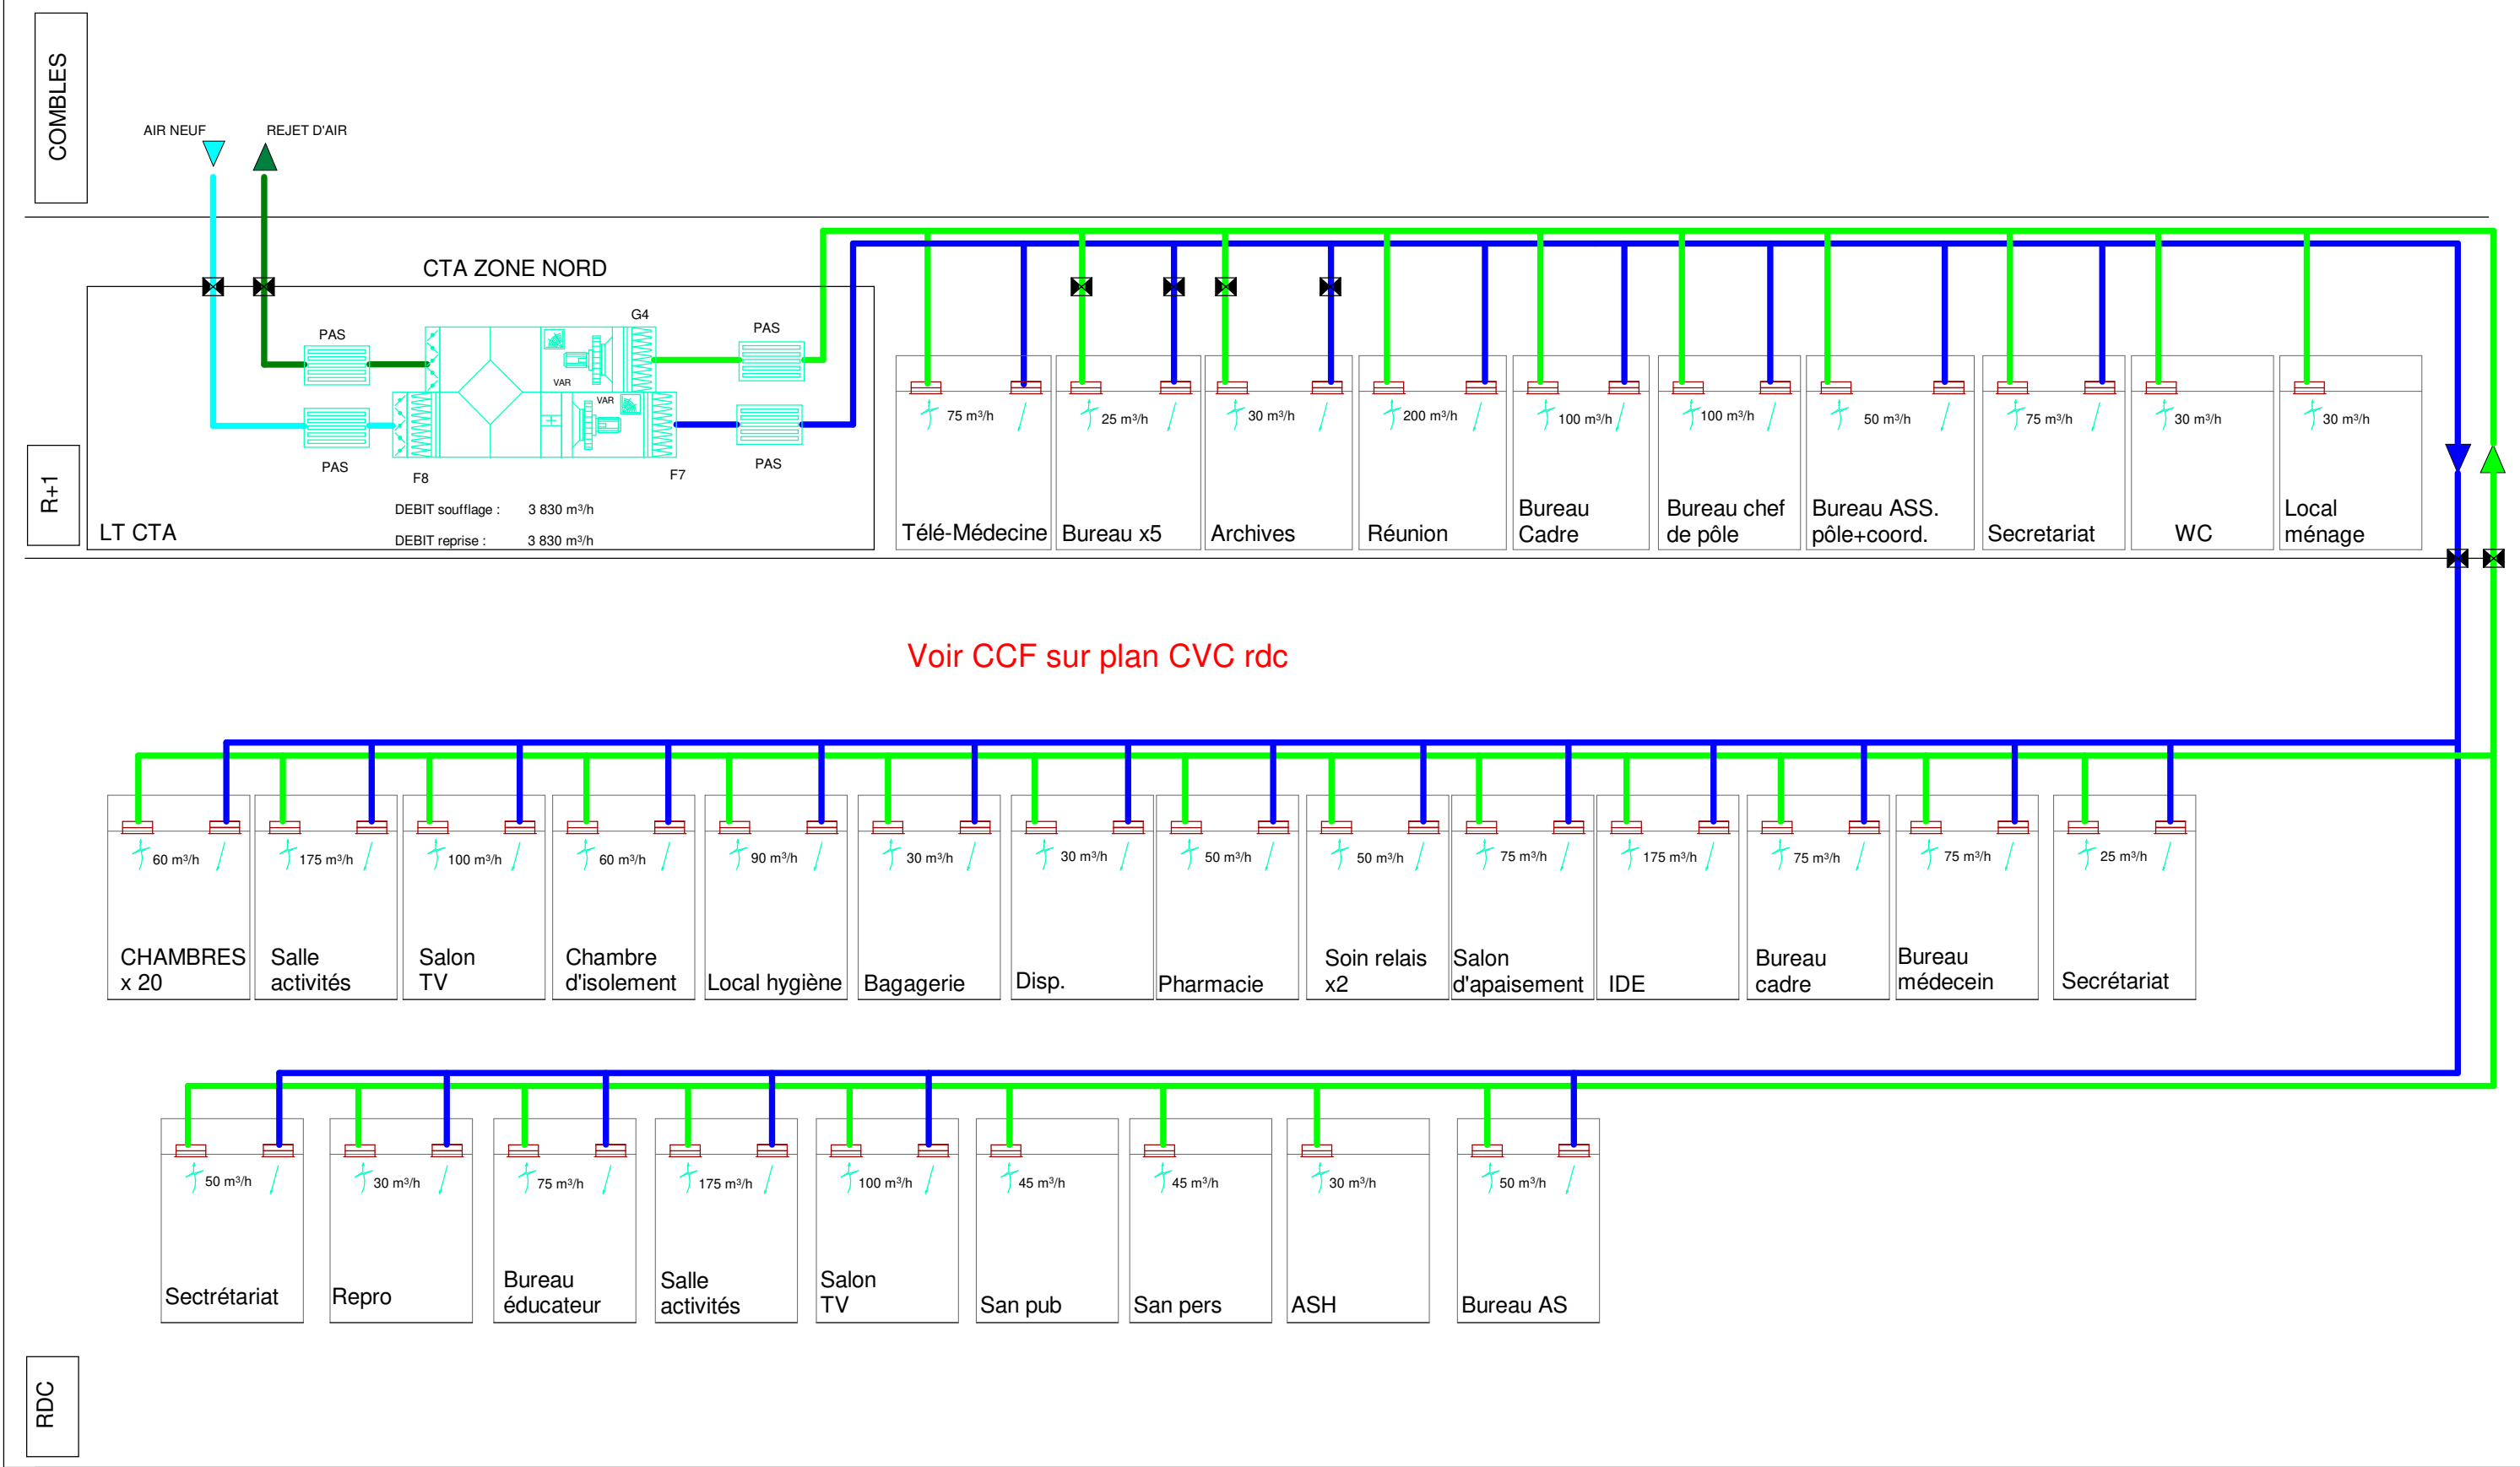 COMBLES
AIR NEUF
REJET D'AIR
CTA ZONE NORD
G4
PAS
PAS
VAR
VAR
PAS
PAS
F8
F7
DEBIT soufflage : 3 830 m³/h
DEBIT reprise : 3 830 m³/h
LT CTA
R+1
75 m³/h
25 m³/h
30 m³/h
200 m³/h
100 m³/h
100 m³/h
50 m³/h
75 m³/h
30 m³/h
30 m³/h
Télé-Médecine
Bureau x5
Archives
Réunion
Bureau
Cadre
Bureau chef
de pôle
Bureau ASS.
pôle+coord.
Secretariat
WC
Local
ménage
Voir CCF sur plan CVC rdc
60 m³/h
175 m³/h
100 m³/h
60 m³/h
90 m³/h
30 m³/h
30 m³/h
50 m³/h
50 m³/h
75 m³/h
175 m³/h
75 m³/h
75 m³/h
25 m³/h
CHAMBRES
x 20
Salle
activités
Salon
TV
Chambre
d'isolement
Local hygiène
Bagagerie
Disp.
Pharmacie
Soin relais
x2
Salon
d'apaisement
IDE
Bureau
cadre
Bureau
médecein
Secrétariat
50 m³/h
30 m³/h
75 m³/h
175 m³/h
100 m³/h
45 m³/h
45 m³/h
30 m³/h
50 m³/h
Sectrétariat
Repro
Bureau
éducateur
Salle
activités
Salon
TV
San pub
San pers
ASH
Bureau AS
RDC